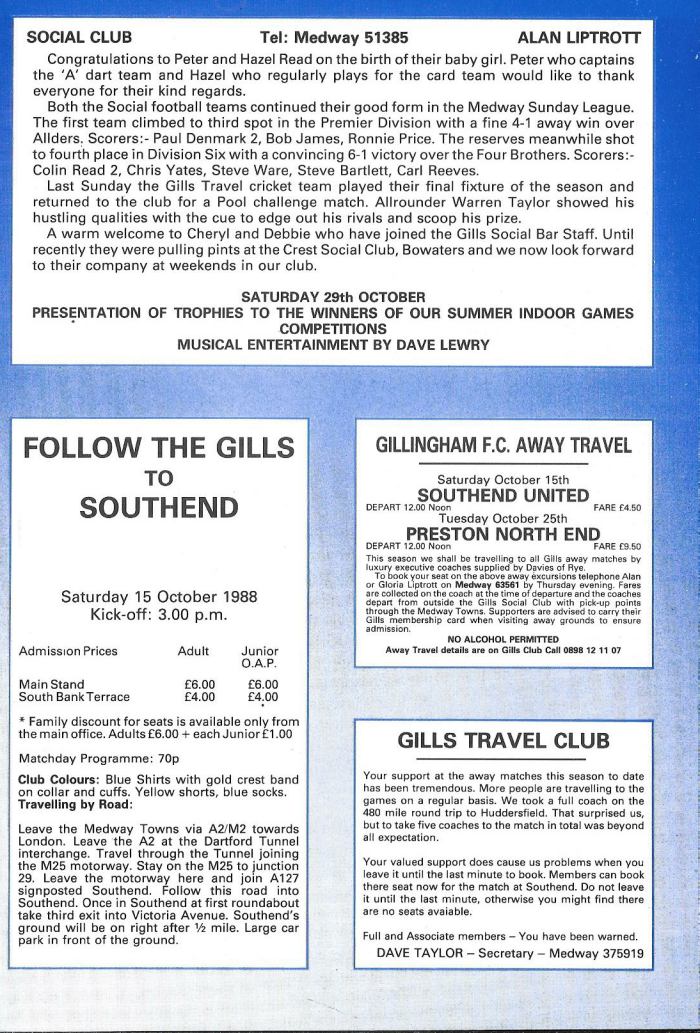 SOCIAL CLUB Tel: Medway 51385 ALAN LIPTROTT
Congratulations to Peter and Hazel Read on the birth of their baby girl. Peter who captains
the 'A' dart team and Hazel who regularly plays for the card team would like to thank
everyone for their kind regards.
Both the Social football teams continued their good form in the Medway Sunday League.
The first team climbed to third spot in the Premier Division with a fine 4-1 away win over
Allders. Scorers:- Paul Denmark 2, Bob James, Ronnie Price. The reserves meanwhile shot
to fourth place in Division Six with a convincing 6-1 victory over the Four Brothers. Scorers:-
Colin Read 2, Chris Yates, Steve Ware, Steve Bartlett, Carl Reeves.
Last Sunday the Gills Travel cricket team played their final fixture of the season and
returned to the club for a Pool challenge match. Allrounder Warren Taylor showed his
hustling qualities with the cue to edge out his rivals and scoop his prize.
A warm welcome to Cheryl and Debbie who have joined the Gills Social Bar Staff. Until
recently they were pulling pints at the Crest Social Club, Bowaters and we now look forward
to their company at weekends in our club.
SATURDAY 29th OCTOBER
PRESENTATION OF TROPHIES TO THE WINNERS OF OUR SUMMER INDOOR GAMES
COMPETITIONS
MUSICAL ENTERTAINMENT BY DAVE LEWRY
FOLLOW THE GILLS
TO
SOUTHEND
Saturday 15 October 1988
Kick-off: 3.00 p.m.
Admission Prices Adult Junior
O.A.P.
Main Stand £6.00 £6.00
South Bank Terrace £4.00 £4.00
* Family discount for seats is available only from
the main office. Adults £6.00 + each Junior £1.00
Matchday Programme: 70p
Club Colours: Blue Shirts with gold crest band
on collar and cuffs. Yellow shorts, blue socks.
Travelling by Road:
Leave the Medway Towns via A2/M2 towards
London. Leave the A2 at the Dartford Tunnel
interchange. Travel through the Tunnel joining
the M25 motorway. Stay on the M25 to junction
29. Leave the motorway here and join A127
signposted Southend. Follow this road into
Southend. Once in Southend at first roundabout
take third exit into Victoria Avenue. Southend's
ground will be on right after ½ mile. Large car
park in front of the ground.
GILLINGHAM F.C. AWAY TRAVEL
Saturday October 15th
SOUTHEND UNITED
DEPART 12.00 Noon FARE £4.50
Tuesday October 25th
PRESTON NORTH END
DEPART 12.00 Noon FARE £9.50
This season we shall be travelling to all Gills away matches by
luxury executive coaches supplied by Davies of Rye.
To book your seat on the above away excursions telephone Alan
or Gloria Liptrott on Medway 63561 by Thursday evening. Fares
are collected on the coach at the time of departure and the coaches
depart from outside the Gills Social Club with pick-up points
through the Medway Towns. Supporters are advised to carry their
Gills membership card when visiting away grounds to ensure
admission.
NO ALCOHOL PERMITTED
Away Travel details are on Gills Club Call 0898 12 11 07
GILLS TRAVEL CLUB
Your support at the away matches this season to date
has been tremendous. More people are travelling to the
games on a regular basis. We took a full coach on the
480 mile round trip to Huddersfield. That surprised us,
but to take five coaches to the match in total was beyond
all expectation.
Your valued support does cause us problems when you
leave it until the last minute to book. Members can book
there seat now for the match at Southend. Do not leave
it until the last minute, otherwise you might find there
are no seats avaiable.
Full and Associate members – You have been warned.
DAVE TAYLOR – Secretary – Medway 375919